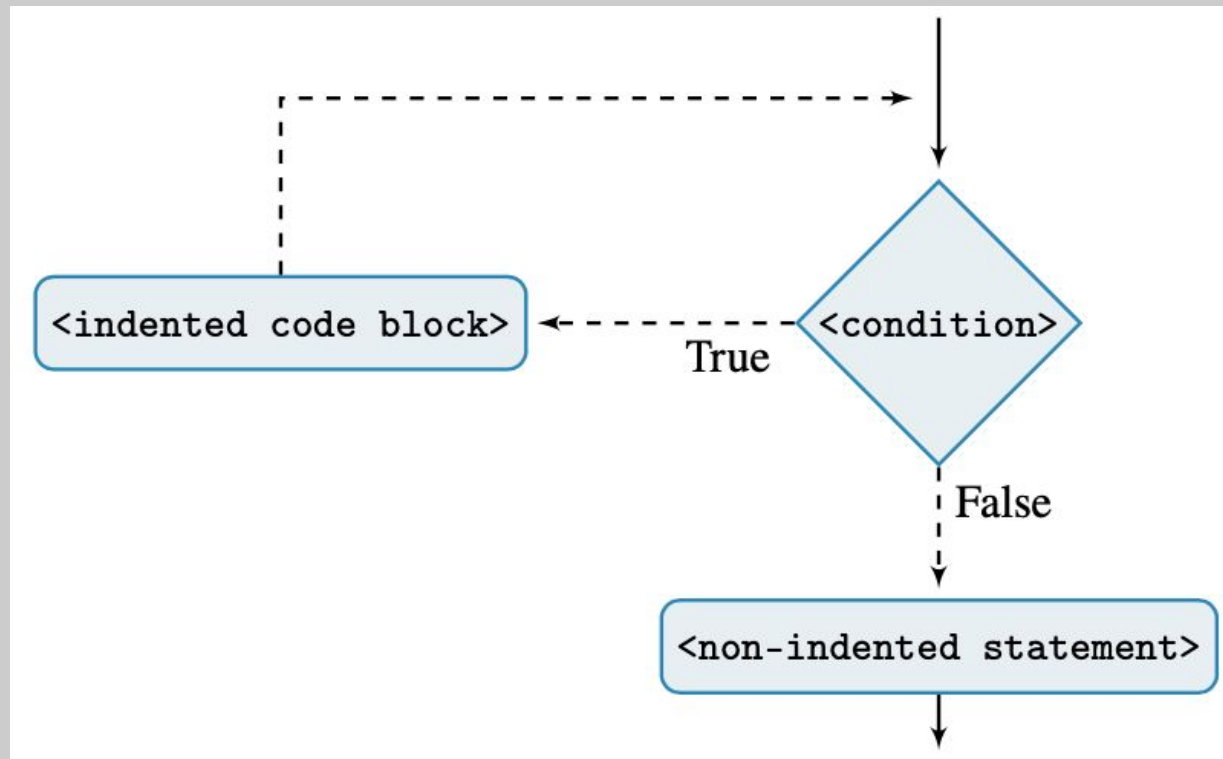 <indented code block>
<condition>
True
False
<non-indented statement>